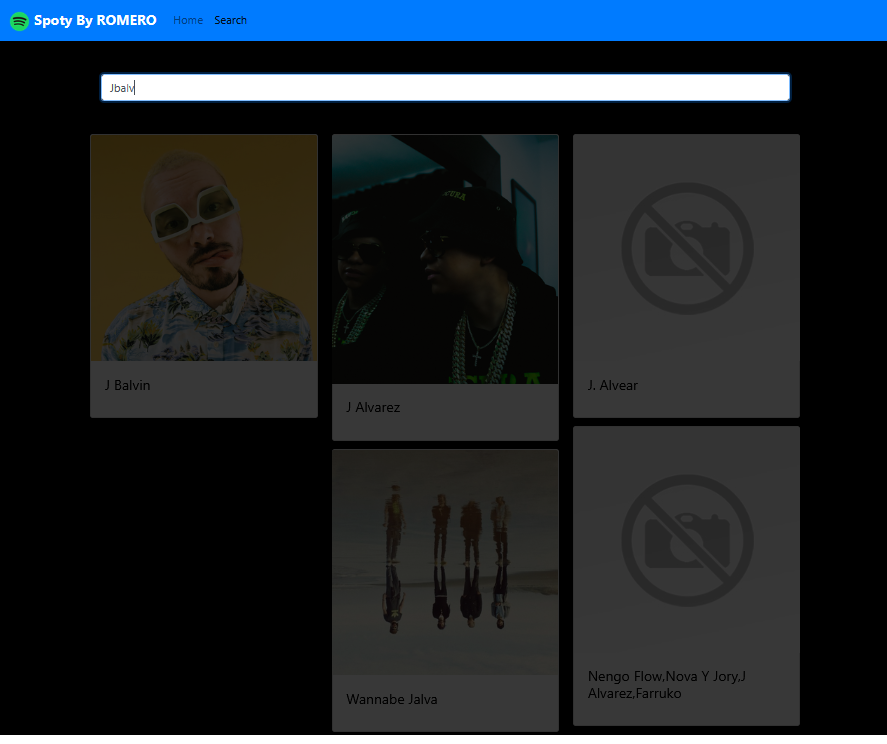 Spoty By ROMERO Home Search
Jbalv
J Balvin
J Alvarez
J. Alvear
Wannabe Jalva
Nengo Flow,Nova Y Jory,J
Alvarez,Farruko